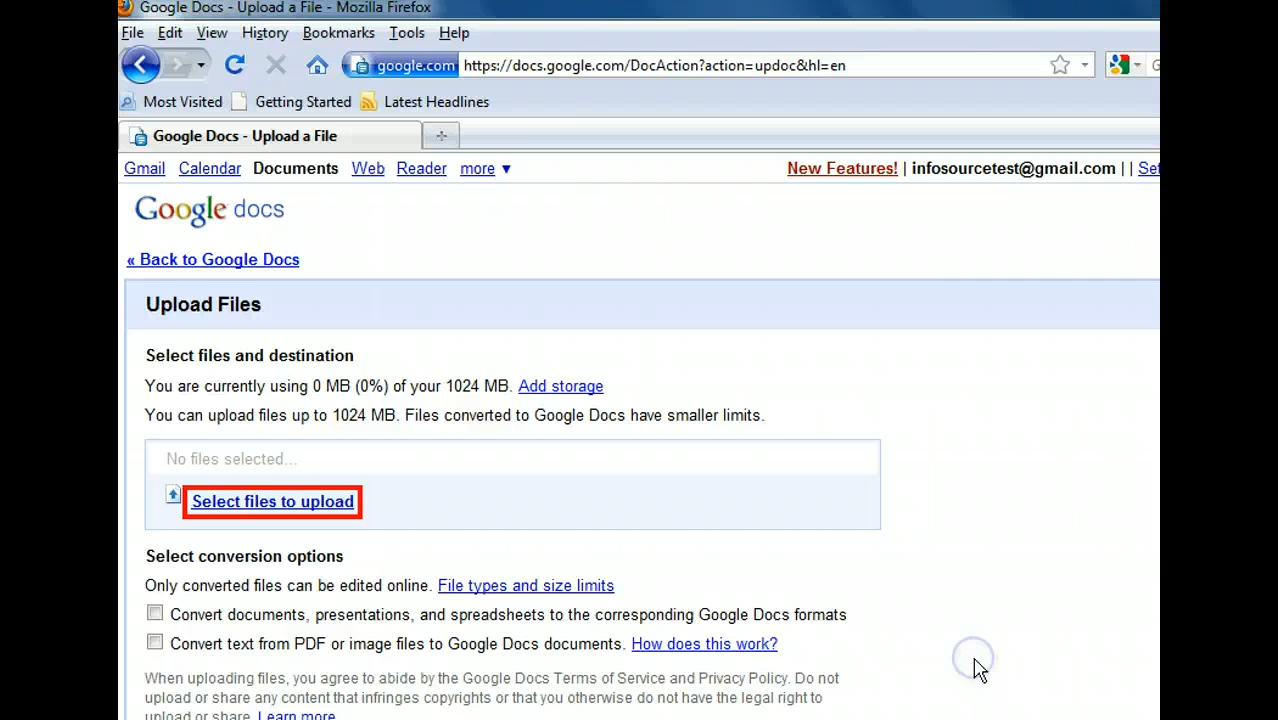 Google Docs - Upload a File - Mozilla Firefox
File Edit View History Bookmarks Tools Help
google.com https://docs.google.com/DocAction?action=updoc&hl=en
Most Visited Getting Started Latest Headlines
Google Docs - Upload a File
Gmail Calendar Documents Web Reader more ▼ New Features! | infosourcetest@gmail.com | |
Google docs
« Back to Google Docs
Upload Files
Select files and destination
You are currently using 0 MB (0%) of your 1024 MB. Add storage
You can upload files up to 1024 MB. Files converted to Google Docs have smaller limits.
No files selected...
Select files to upload
Select conversion options
Only converted files can be edited online. File types and size limits
Convert documents, presentations, and spreadsheets to the corresponding Google Docs formats
Convert text from PDF or image files to Google Docs documents. How does this work?
When uploading files, you agree to abide by the Google Docs Terms of Service and Privacy Policy. Do not
upload or share any content that infringes copyrights or that you otherwise do not have the legal right to
upload or share. Learn more